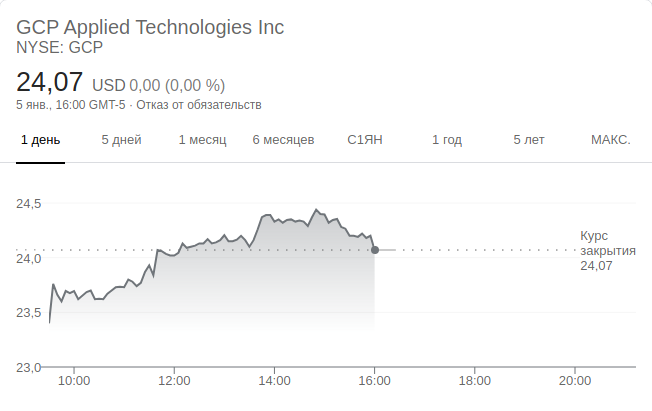 GCP Applied Technologies Inc
NYSE: GCP
24,07 USD 0,00 (0,00 %)
5 янв., 16:00 GMT-5 · Отказ от обязательств
1 день 5 дней 1 месяц 6 месяцев С1ЯН 1 год 5 лет МАКС.
24,5
Курс
закрытия
24,0
24,07
23,5
23,0
10:00 12:00 14:00 16:00 18:00 20:00